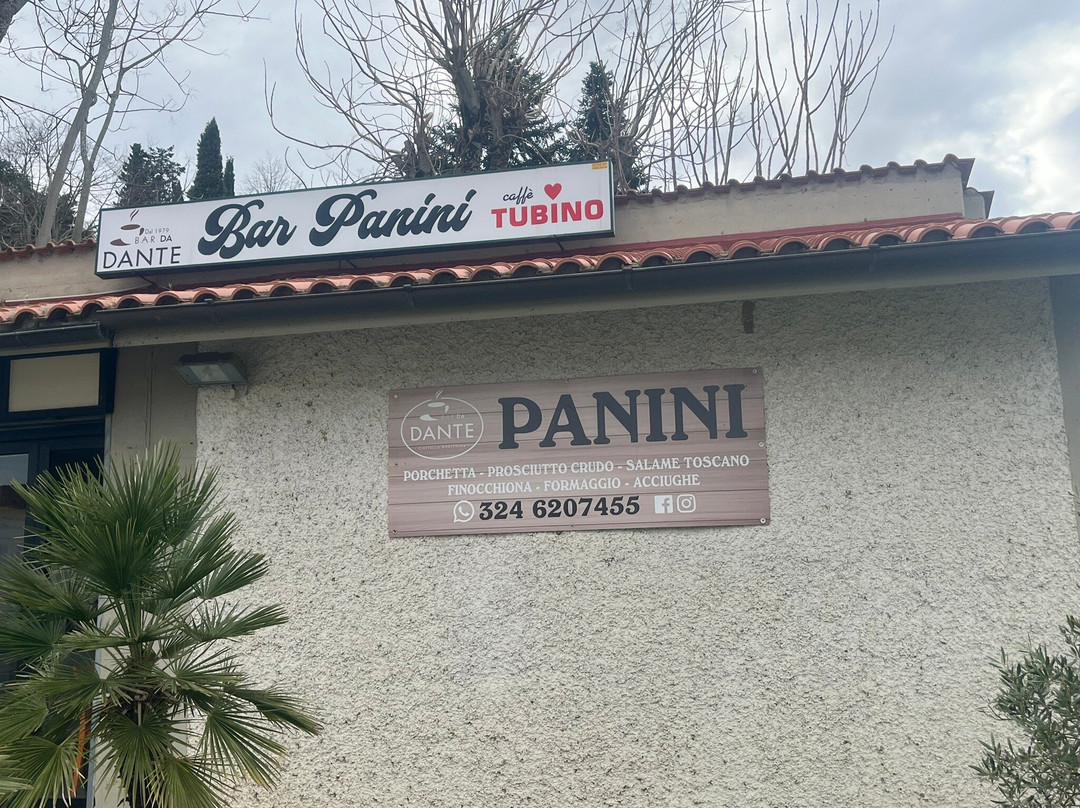 Dal 1979
BAR DA
DANTE
Bar Panini
caffè
TUBINO
DANTE
PANINI
PORCHETTA - PROSCIUTTO CRUDO - SALAME TOSCANO
FINOCCHIONA - FORMAGGIO - ACCIUGHE
324 6207455